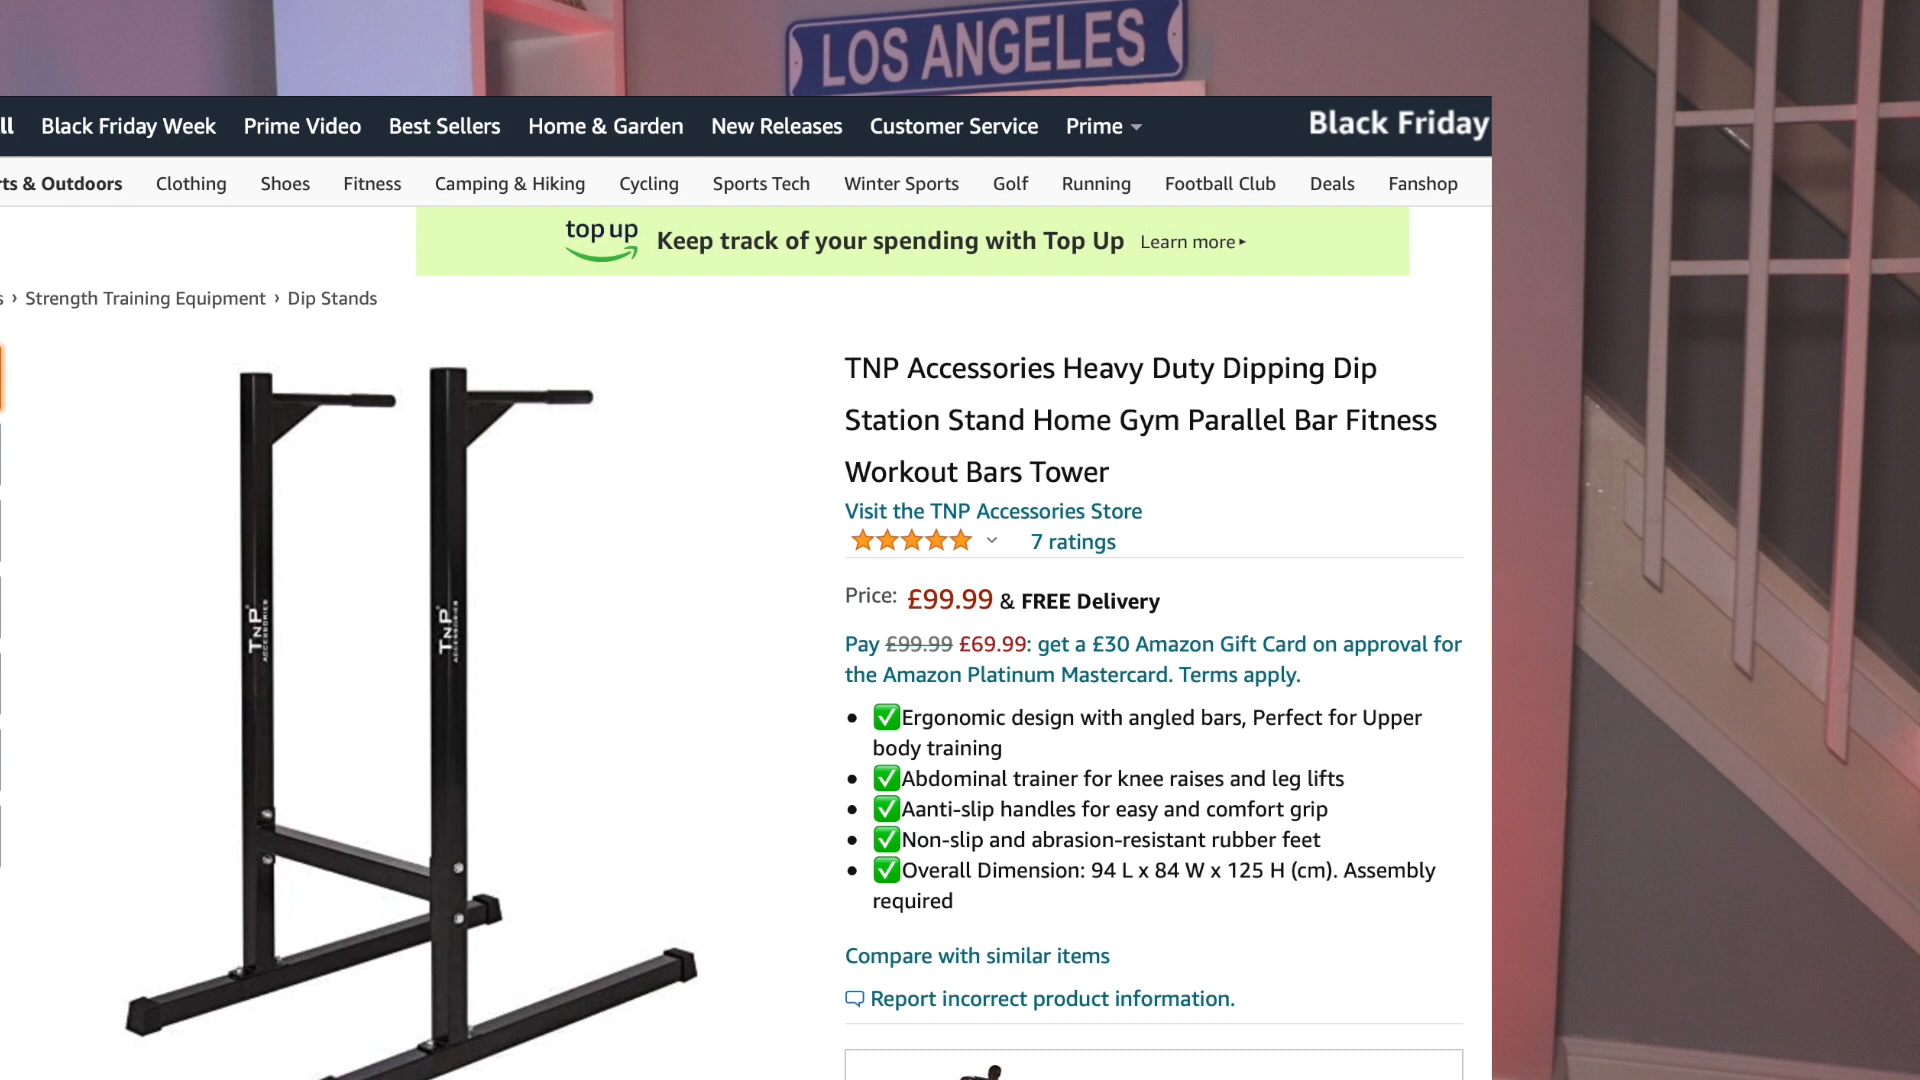 LOS ANGELES
ll Black Friday Week Prime Video Best Sellers Home & Garden New Releases Customer Service Prime Black Friday
rts & Outdoors Clothing Shoes Fitness Camping & Hiking Cycling Sports Tech Winter Sports Golf Running Football Club Deals Fanshop
top up Keep track of your spending with Top Up Learn more
s › Strength Training Equipment › Dip Stands
TNP Accessories Heavy Duty Dipping Dip
Station Stand Home Gym Parallel Bar Fitness
Workout Bars Tower
Visit the TNP Accessories Store
7 ratings
Price: £99.99 & FREE Delivery
Pay £99.99 £69.99: get a £30 Amazon Gift Card on approval for
the Amazon Platinum Mastercard. Terms apply.
• ✅Ergonomic design with angled bars, Perfect for Upper
body training
• ✅Abdominal trainer for knee raises and leg lifts
• ✅Aanti-slip handles for easy and comfort grip
• ✅Non-slip and abrasion-resistant rubber feet
• ✅Overall Dimension: 94 L x 84 W x 125 H (cm). Assembly
required
Compare with similar items
Report incorrect product information.
TnP ACCESSORIES
TnP ACCESSORIES